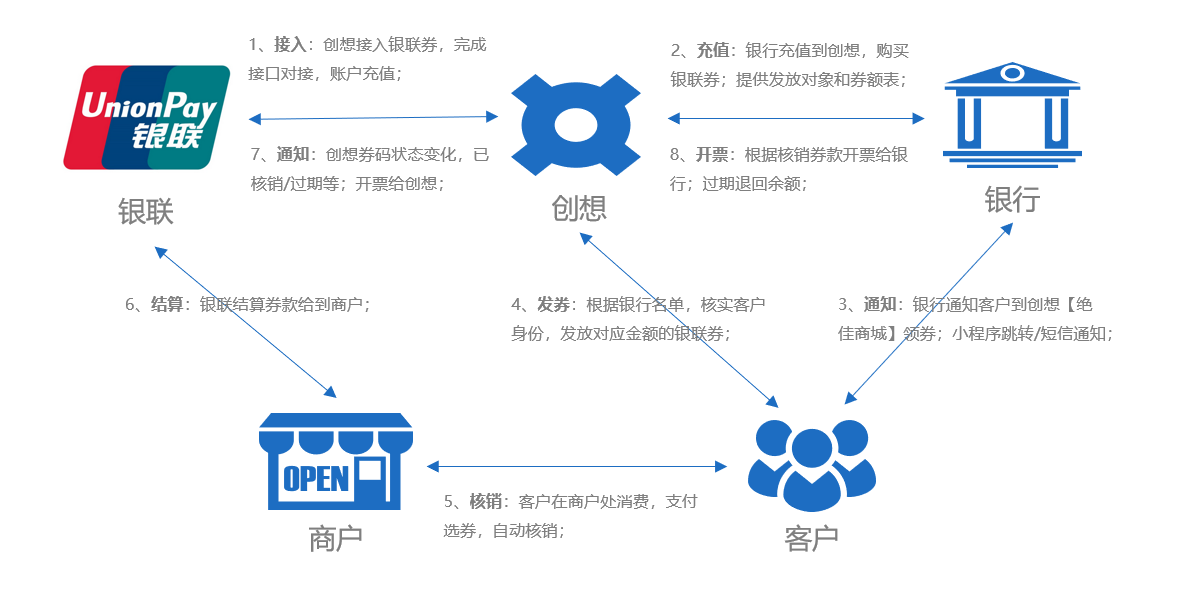 1、接入：创想接入银联券，完成
接口对接，账户充值；
2、充值：银行充值到创想，购买
银联券；提供发放对象和券额表；
UnionPay
银联
7、通知：创想券码状态变化，已
核销/过期等；开票给创想；
8、开票：根据核销券款开票给银
行；过期退回余额；
银联
创想
银行
6、结算：银联结算券款给到商户；
4、发券：根据银行名单，核实客户
身份，发放对应金额的银联券；
3、通知：银行通知客户到创想【绝
佳商城】领券；小程序跳转/短信通知；
OPEN
5、核销：客户在商户处消费，支付
选券，自动核销；
商户
客户